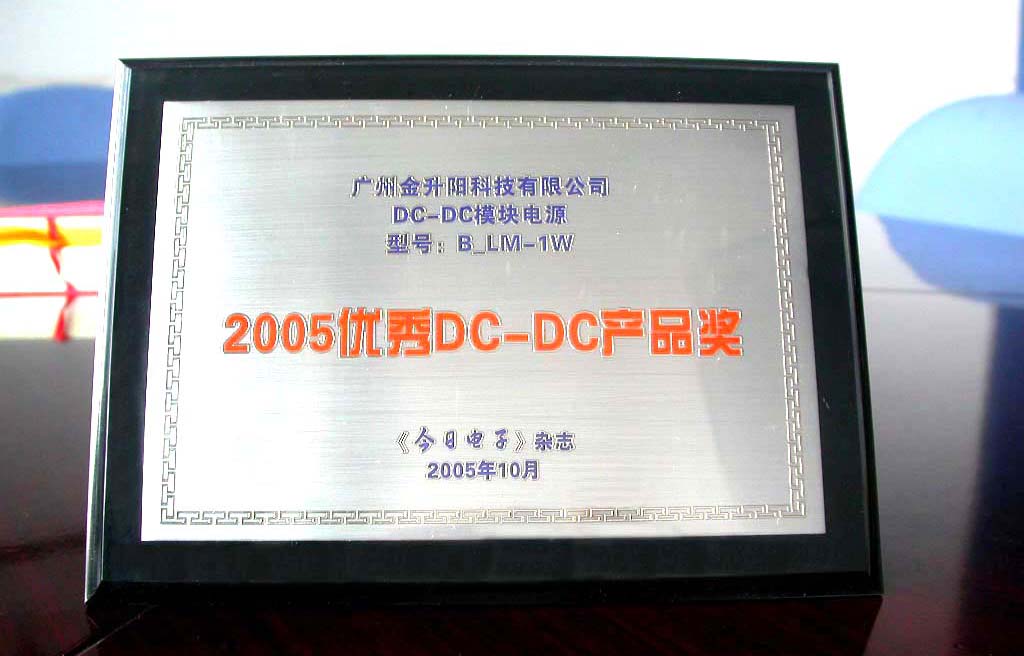 广州金升阳科技有限公司
DC-DC模块电源
型号：B_LM-1W
2005优秀DC-DC产品奖
《今日电子》杂志
2005年10月